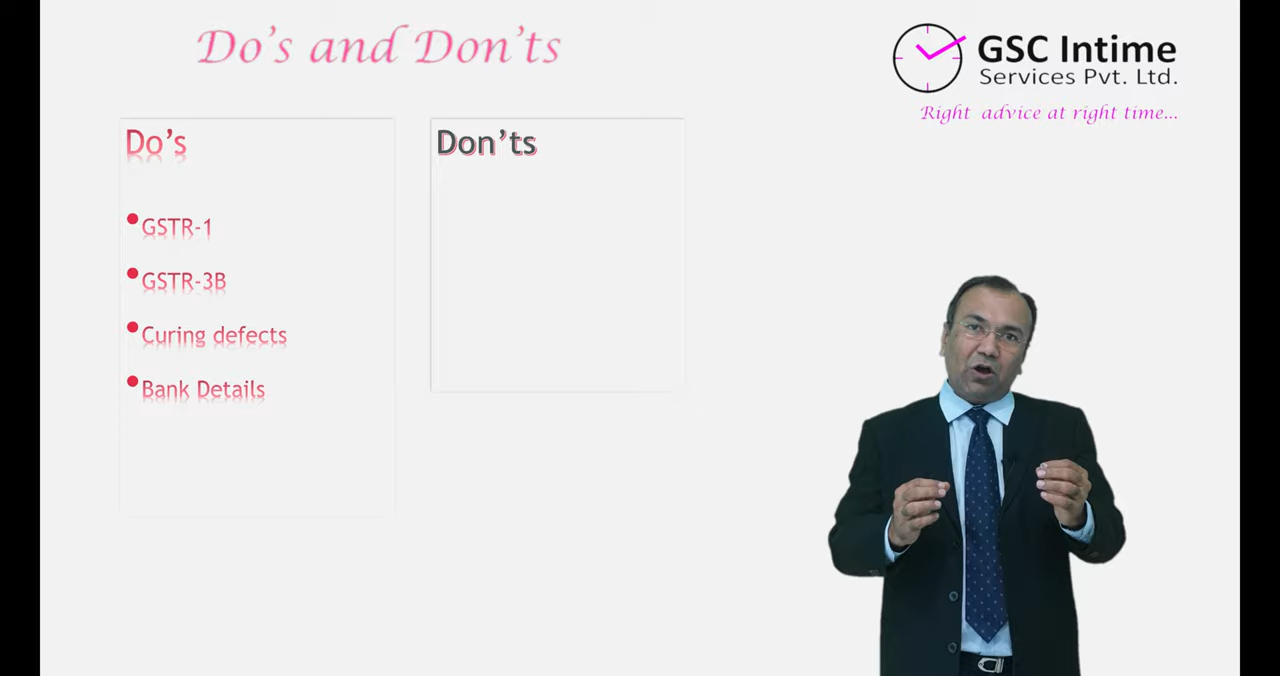 Do's and Don'ts
GSC Intime
Services Pvt. Ltd.
Right advice at right time...
Do's
• GSTR-1
• GSTR-3B
• Curing defects
• Bank Details
Don'ts